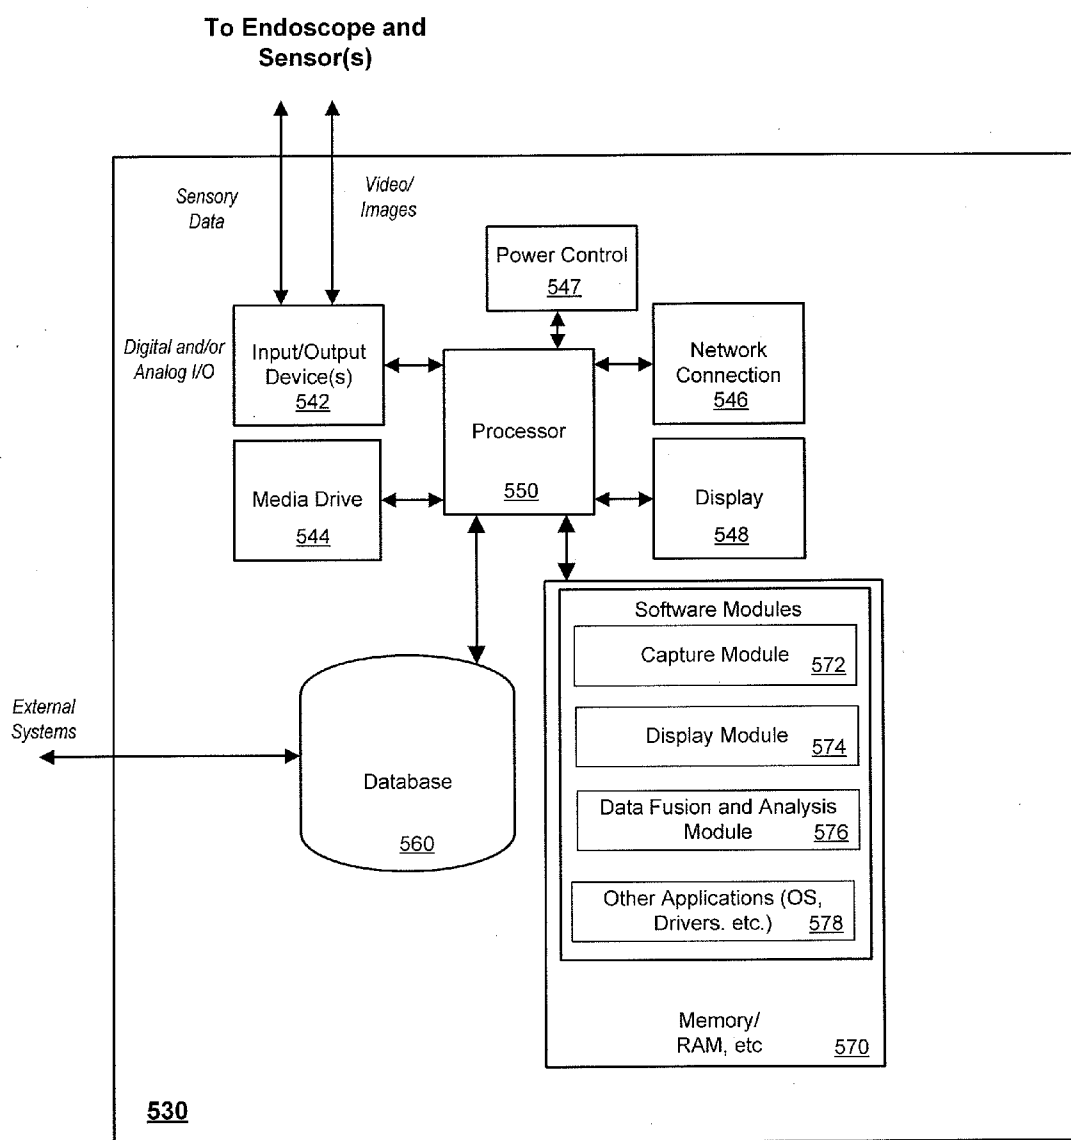 To Endoscope and
Sensor(s)
Sensory
Data
Video/
Images
Power Control
547
Digital and/or
Analog I/O
Input/Output
Device(s)
542
Network
Connection
546
Processor
550
Media Drive
544
Display
548
Software Modules
Capture Module 572
Display Module 574
Data Fusion and Analysis
Module 576
Other Applications (OS,
Drivers. etc.) 578
External
Systems
Database
560
Memory/
RAM, etc 570
530